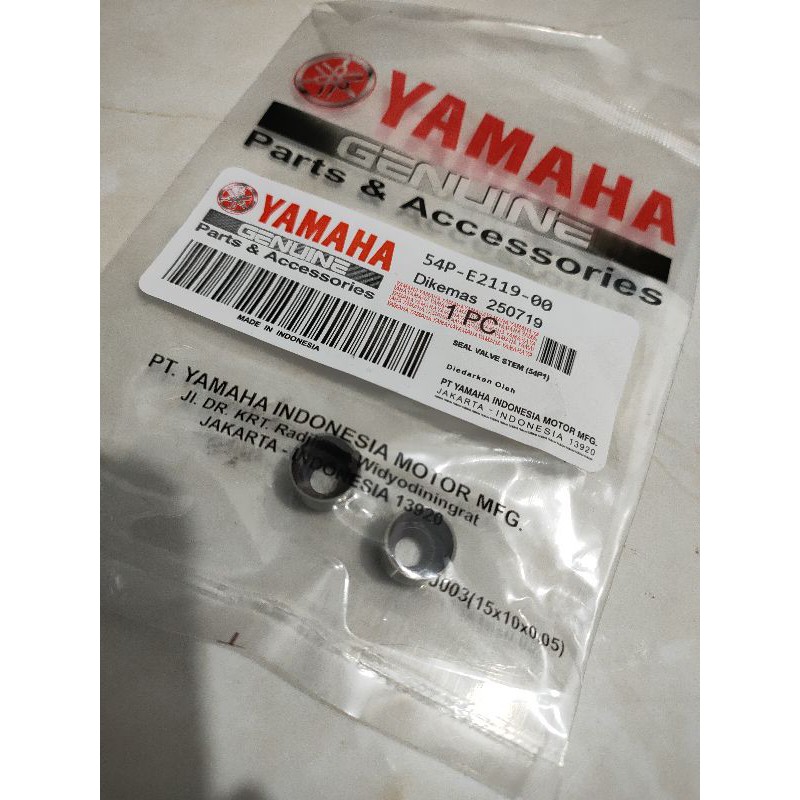 YAMAHA
GENUINE
Parts & Accessories
YAMAHA
GENUINE
Parts & Accessories
54P-E2119-00
Dikemas 250719
1 PC
MADE IN INDONESIA
SEAL VALVE STEM (54P1)
Diedarkan Oleh
PT YAMAHA INDONESIA MOTOR MFG.
JAKARTA - INDONESIA 13920
PT. YAMAHA INDONESIA MOTOR MFG.
Jl. DR. KRT. Widyodiningrat
JAKARTA - INDONESIA 13920
003(15x10x0.05)